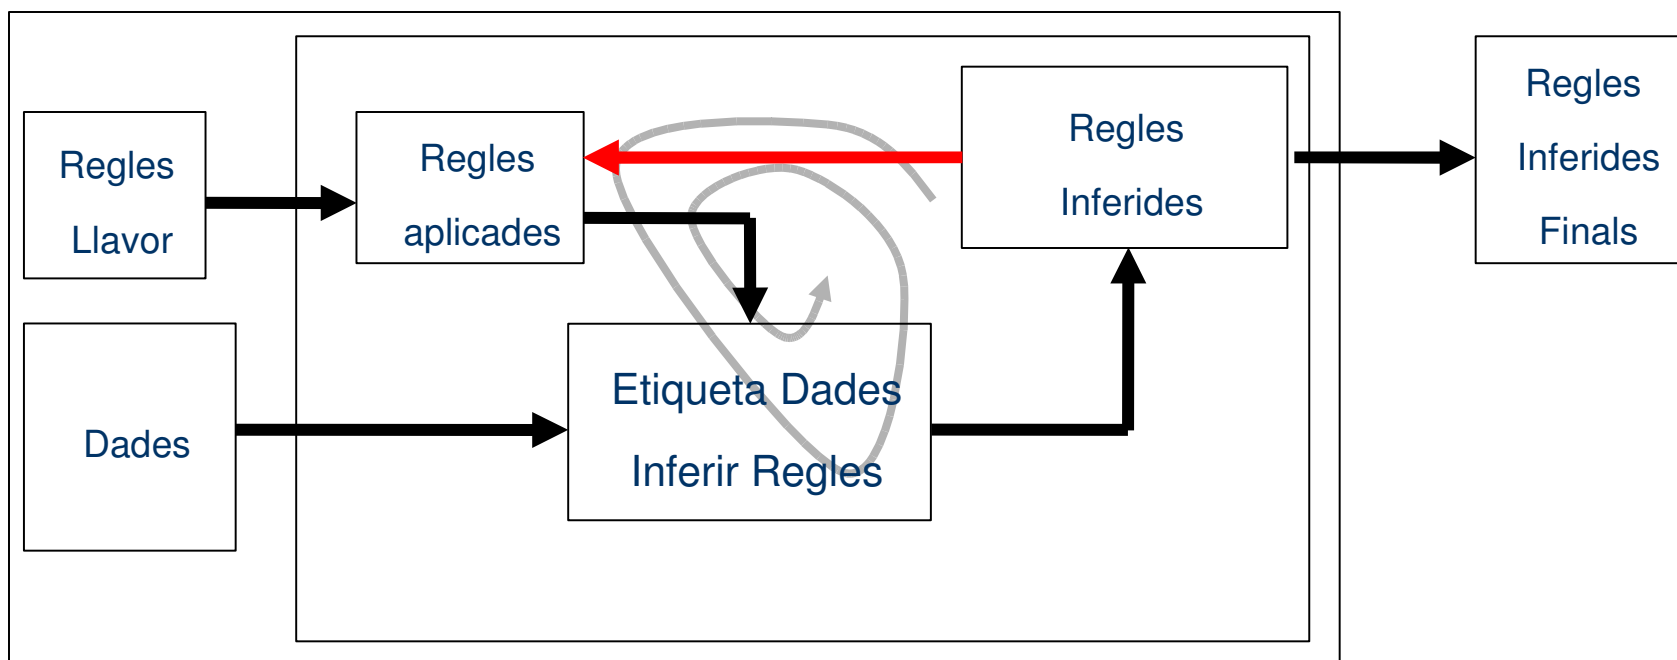 Regles
Llavor
Regles
aplicades
Regles
Inferides
Regles
Inferides
Finals
Dades
Etiqueta Dades
Inferir Regles